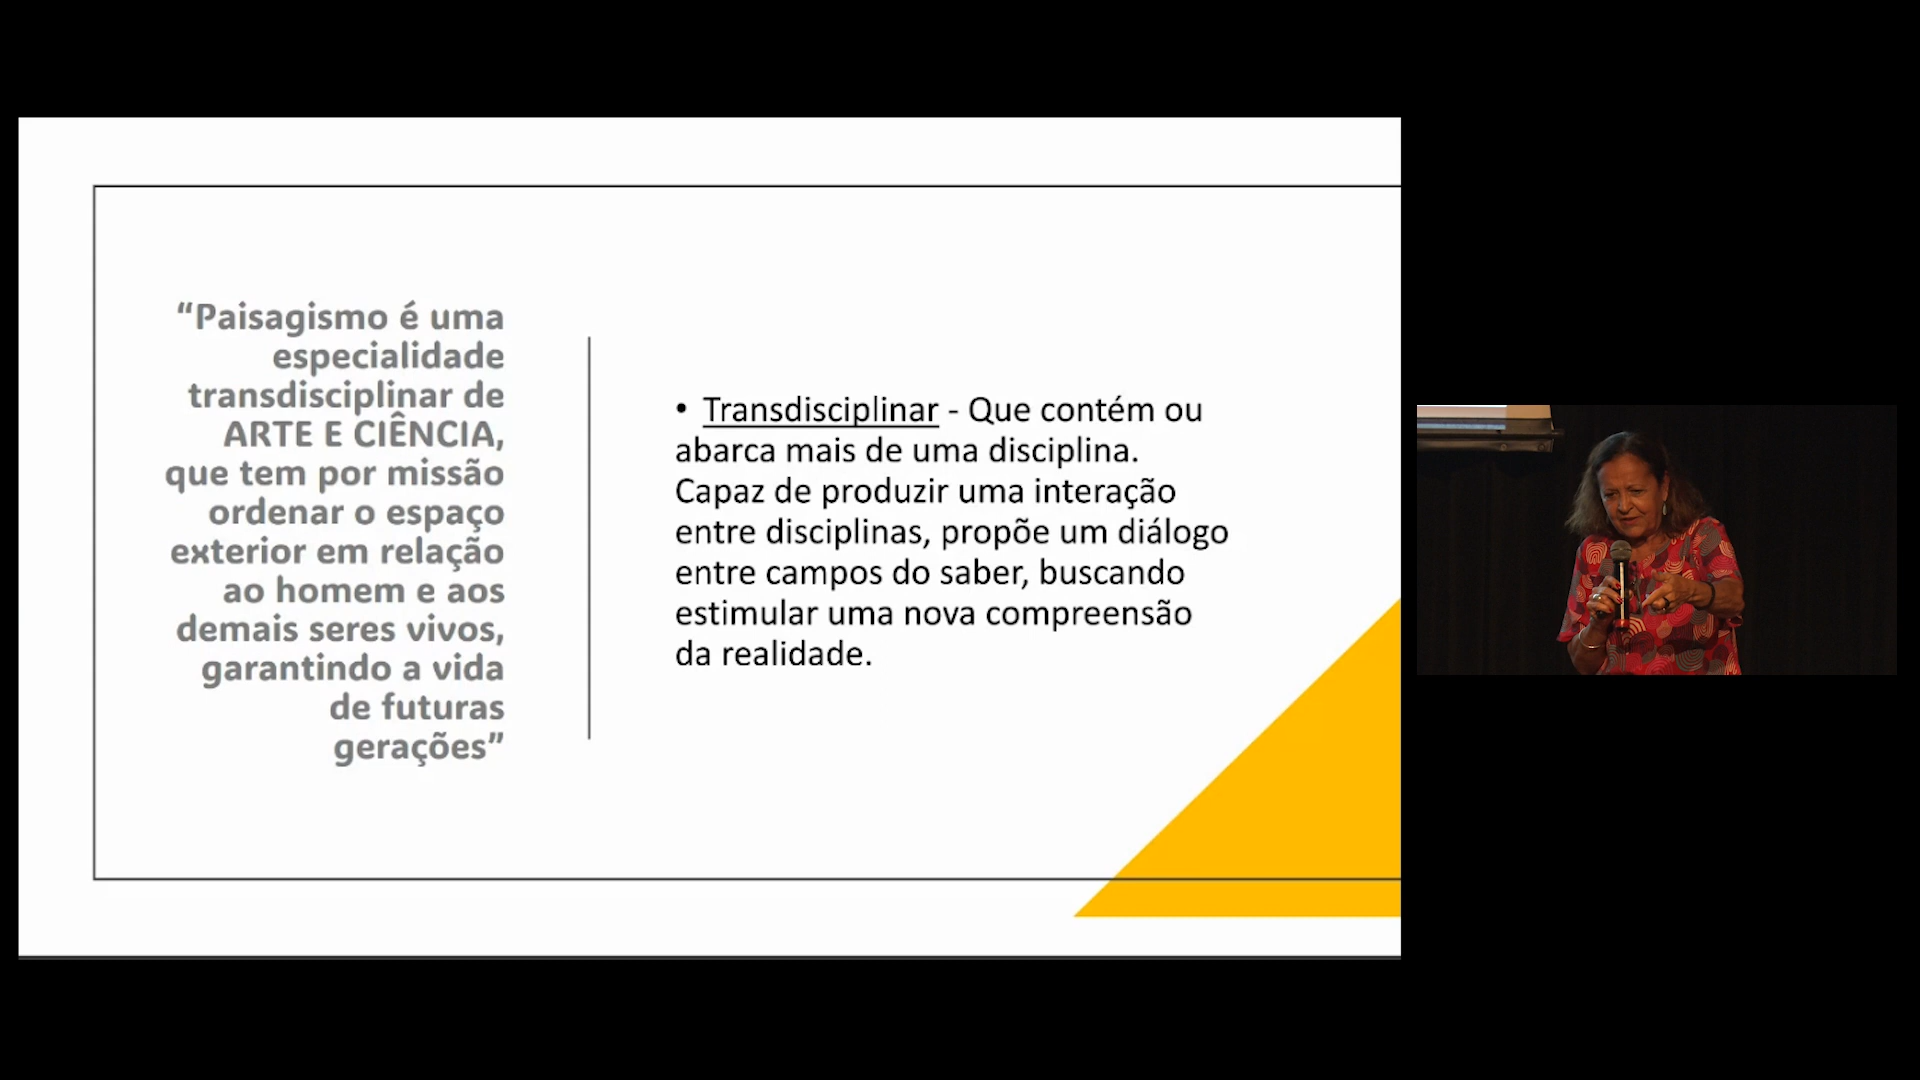 “Paisagismo é uma
especialidade
transdisciplinar de
ARTE E CIÊNCIA,
que tem por missão
ordenar o espaço
exterior em relação
ao homem e aos
demais seres vivos,
garantindo a vida
de futuras
gerações”
• Transdisciplinar - Que contém ou
abarca mais de uma disciplina.
Capaz de produzir uma interação
entre disciplinas, propõe um diálogo
entre campos do saber, buscando
estimular uma nova compreensão
da realidade.